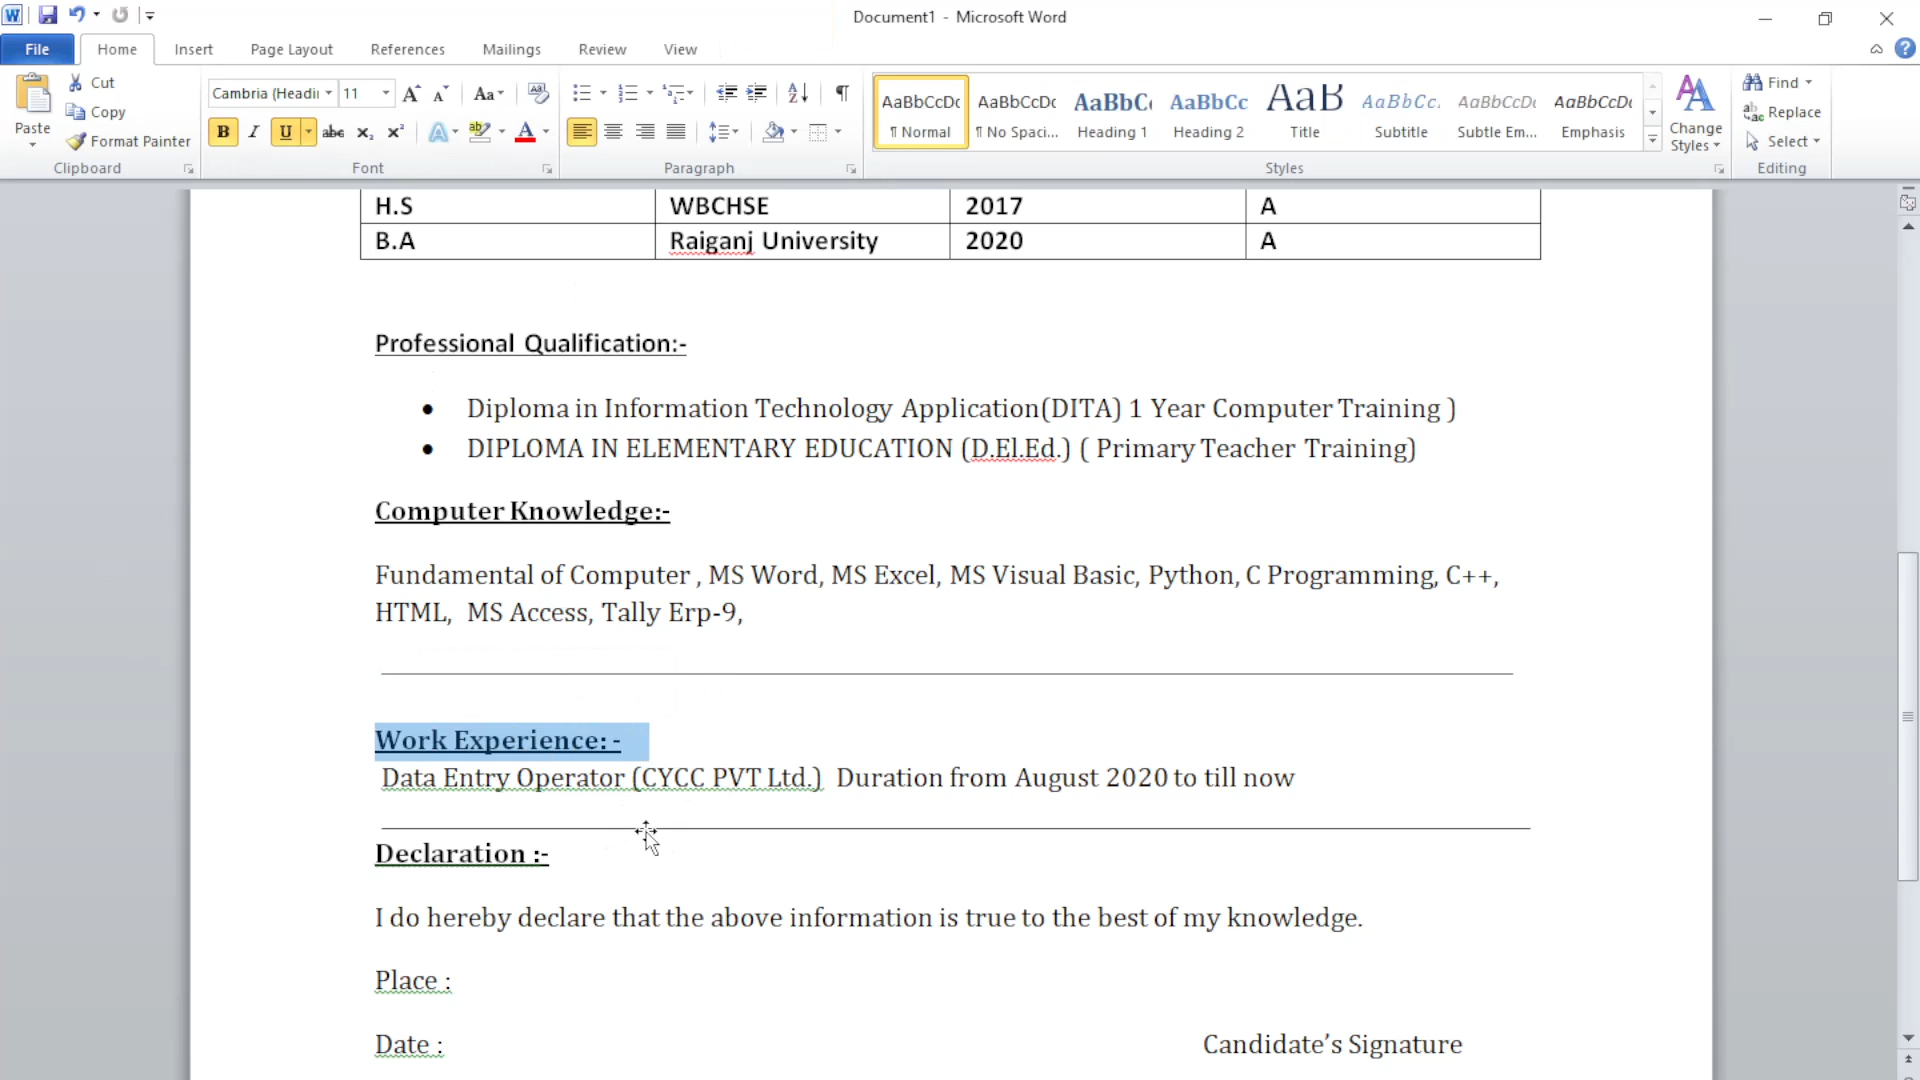 Document1 - Microsoft Word
File Home Insert Page Layout References Mailings Review View
Paste
Cut
Copy
Format Painter
Clipboard
Cambria (Headi 11
Font
Paragraph
AaBbCcDc AaBbCcDc AaBbC AaBbCc AaB AaBbCc. AaBbCcDc AaBbCcDc
¶ Normal ¶ No Spaci... Heading 1 Heading 2 Title Subtitle Subtle Em... Emphasis
Change Styles
Styles
Find
Replace
Select
Editing
H.S WBCHSE 2017 A
B.A Raiganj University 2020 A
Professional Qualification:-
• Diploma in Information Technology Application(DITA) 1 Year Computer Training )
• DIPLOMA IN ELEMENTARY EDUCATION (D.El.Ed.) ( Primary Teacher Training)
Computer Knowledge:-
Fundamental of Computer , MS Word, MS Excel, MS Visual Basic, Python, C Programming, C++,
HTML, MS Access, Tally Erp-9,
Work Experience: -
Data Entry Operator (CYCC PVT Ltd.) Duration from August 2020 to till now
Declaration :-
I do hereby declare that the above information is true to the best of my knowledge.
Place :
Date : Candidate’s Signature